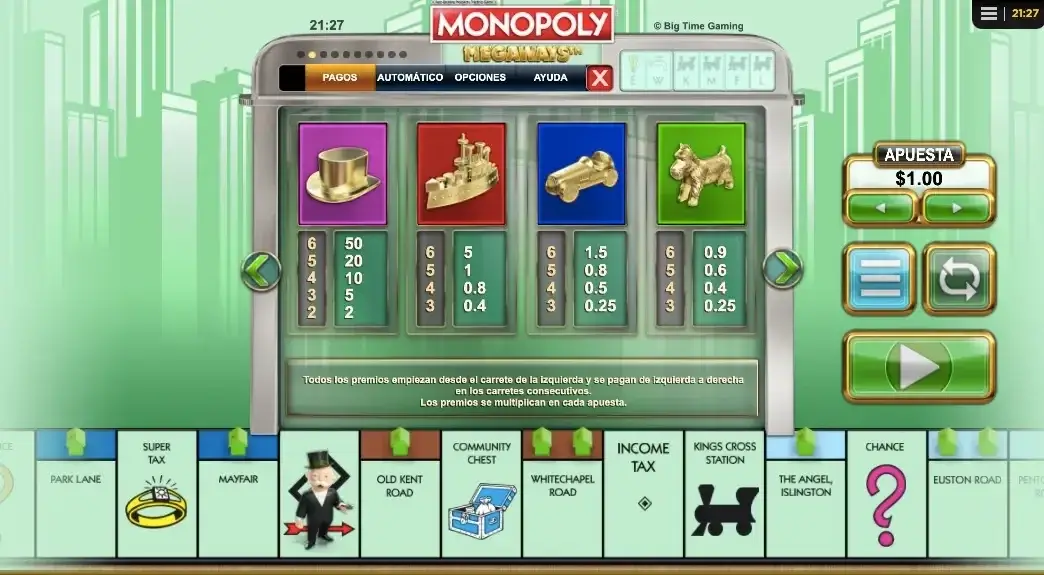 21:27
MONOPOLY
MEGAWAYS™
© Big Time Gaming
21:27
PAGOS
AUTOMÁTICO
OPCIONES
AYUDA
X
E W K M F L
6 50
5 20
4 10
3 5
2 2
6 5
5 1
4 0.8
3 0.4
6 1.5
5 0.8
4 0.5
3 0.25
6 0.9
5 0.6
4 0.4
3 0.25
Todos los premios empiezan desde el carrete de la izquierda y se pagan de izquierda a derecha
en los carretes consecutivos.
Los premios se multiplican en cada apuesta.
APUESTA
$1.00
PARK LANE
SUPER
TAX
MAYFAIR
OLD KENT
ROAD
COMMUNITY
CHEST
WHITECHAPEL
ROAD
INCOME
TAX
KINGS CROSS
STATION
THE ANGEL,
ISLINGTON
CHANCE
?
EUSTON ROAD